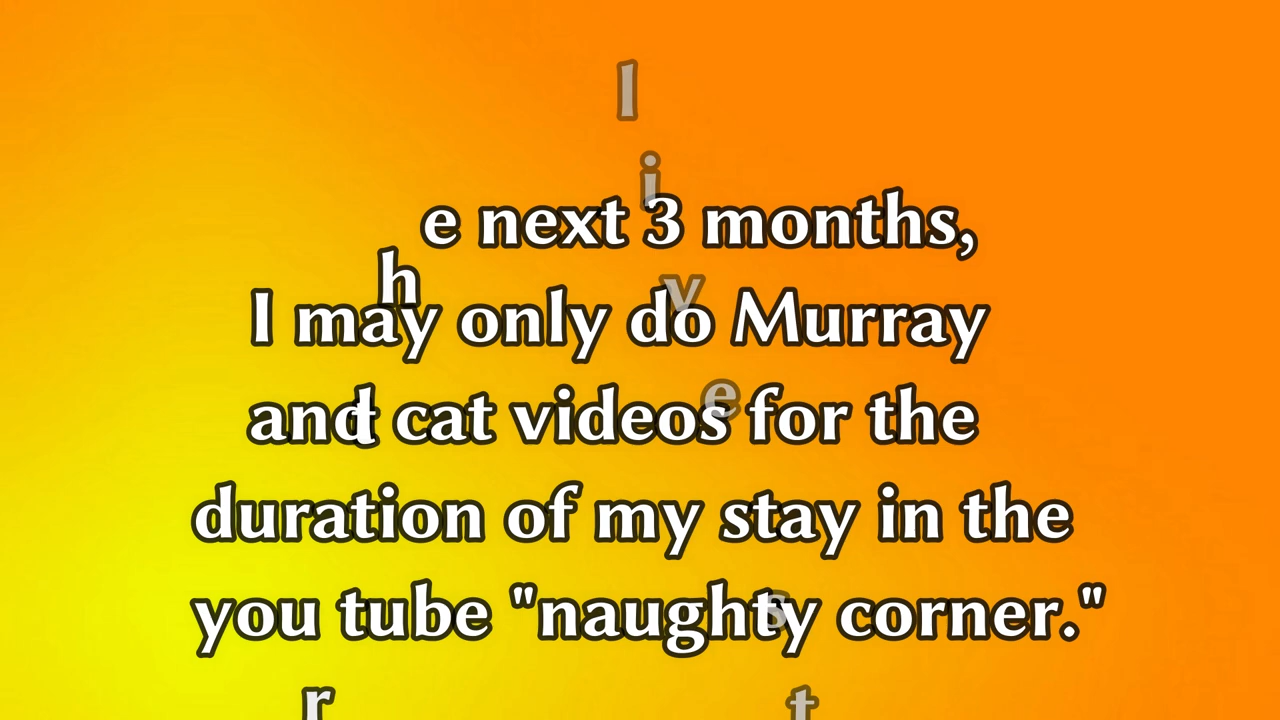 l
i
e next 3 months,
h
v
I may only do Murray
e
t
and cat videos for the
duration of my stay in the
s
you tube "naughty corner."
r
t